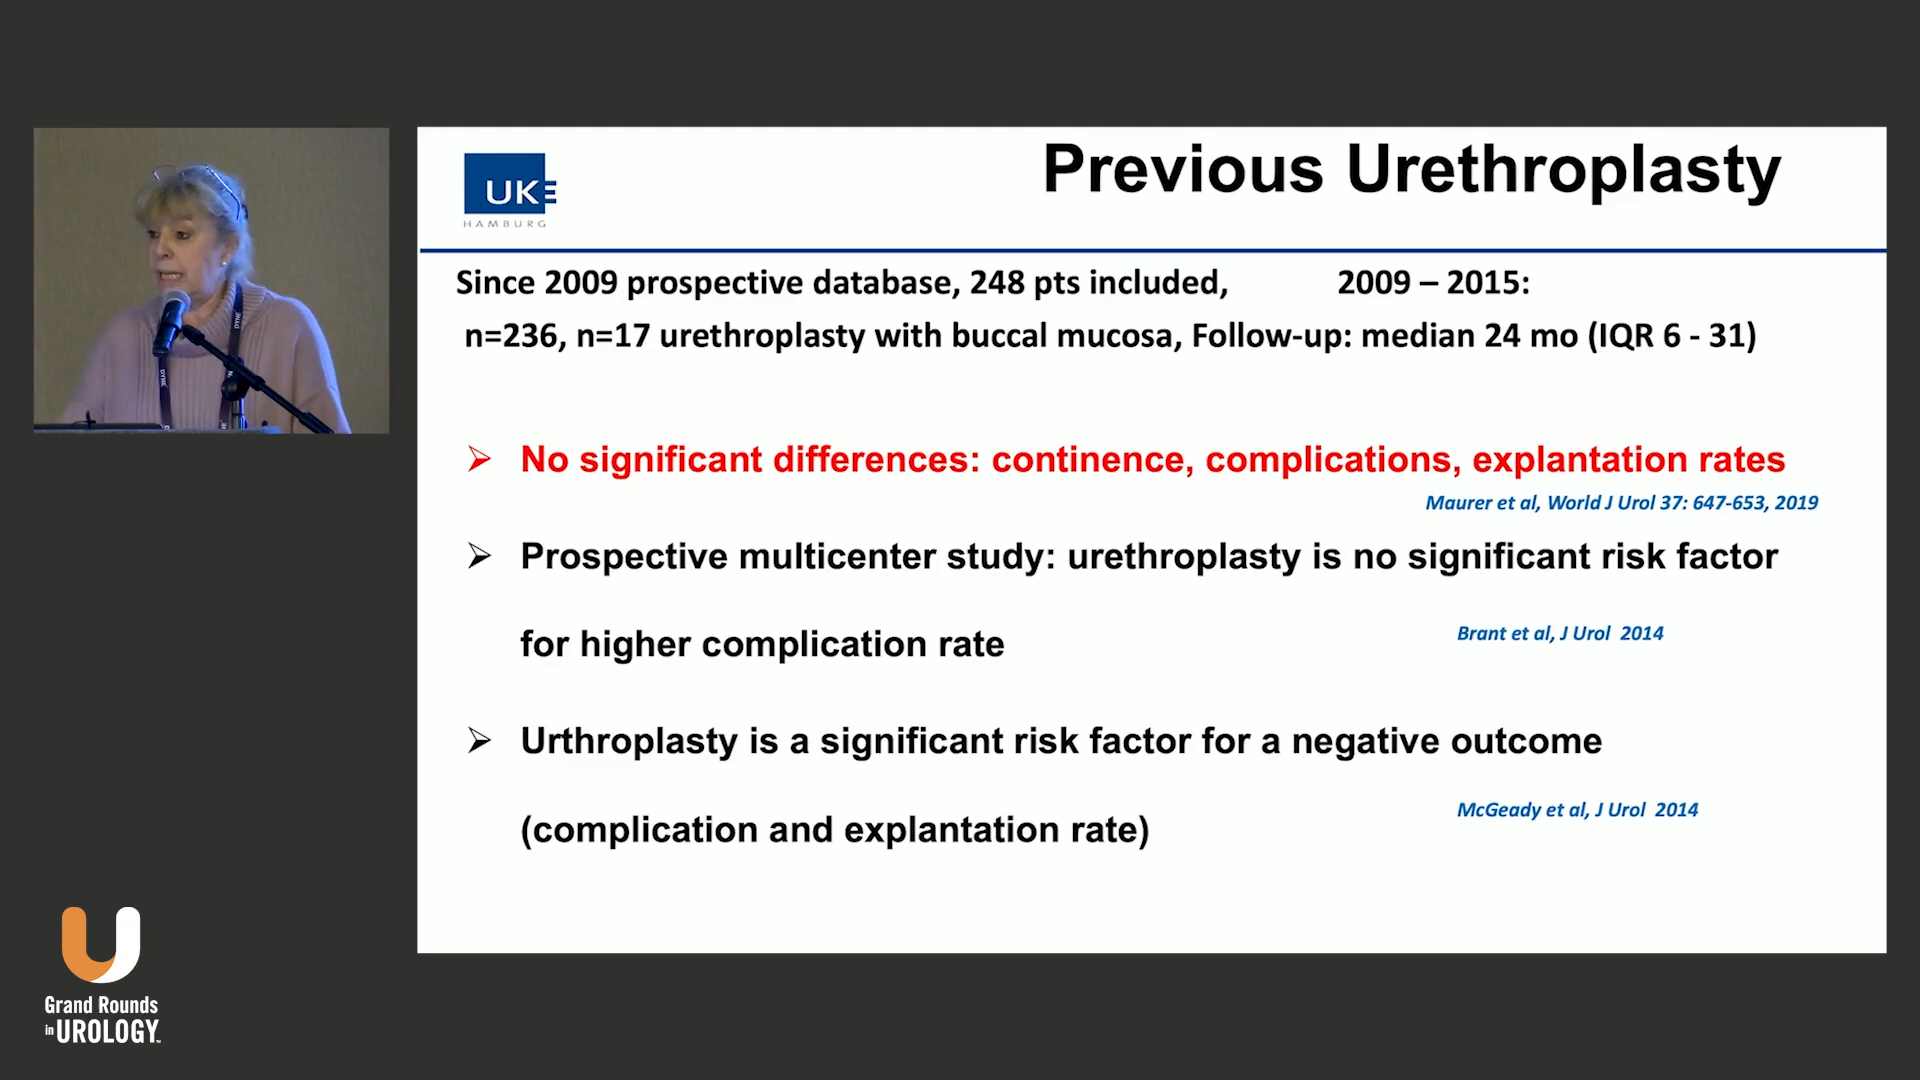 UKE
HAMBURG
Previous Urethroplasty
Since 2009 prospective database, 248 pts included, 2009 – 2015:
n=236, n=17 urethroplasty with buccal mucosa, Follow-up: median 24 mo (IQR 6 - 31)
➢ No significant differences: continence, complications, explantation rates
Maurer et al, World J Urol 37: 647-653, 2019
➢ Prospective multicenter study: urethroplasty is no significant risk factor
for higher complication rate
Brant et al, J Urol 2014
➢ Urthroplasty is a significant risk factor for a negative outcome
(complication and explantation rate)
McGeady et al, J Urol 2014
DYNE
DYNE
Grand Rounds
in UROLOGY™